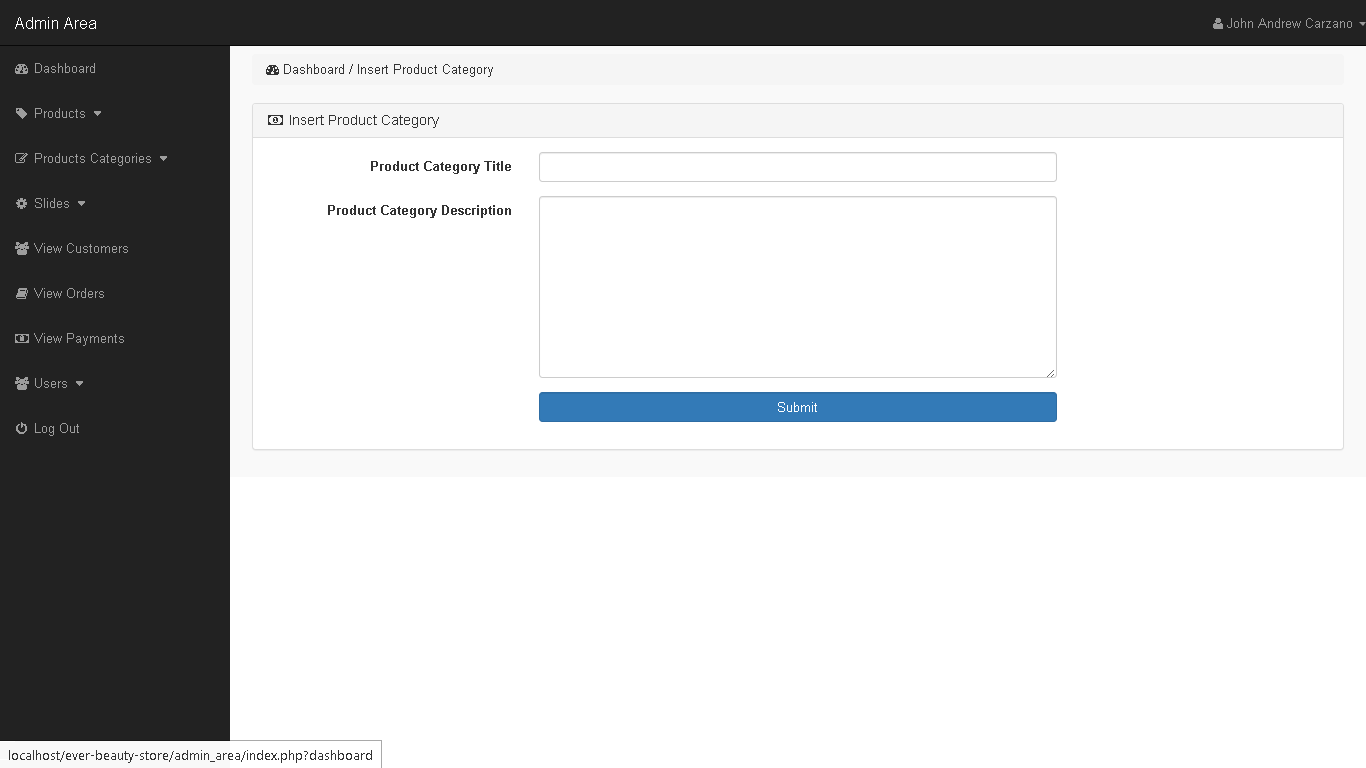 Admin Area
John Andrew Carzano
Dashboard
Products
Products Categories
Slides
View Customers
View Orders
View Payments
Users
Log Out
Dashboard / Insert Product Category
Insert Product Category
Product Category Title
Product Category Description
Submit
localhost/ever-beauty-store/admin_area/index.php?dashboard